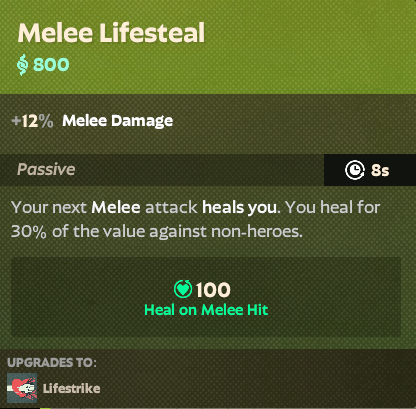 Melee Lifesteal
800
+12% Melee Damage
Passive 8s
Your next Melee attack heals you. You heal for
30% of the value against non-heroes.
100
Heal on Melee Hit
UPGRADES TO:
Lifestrike